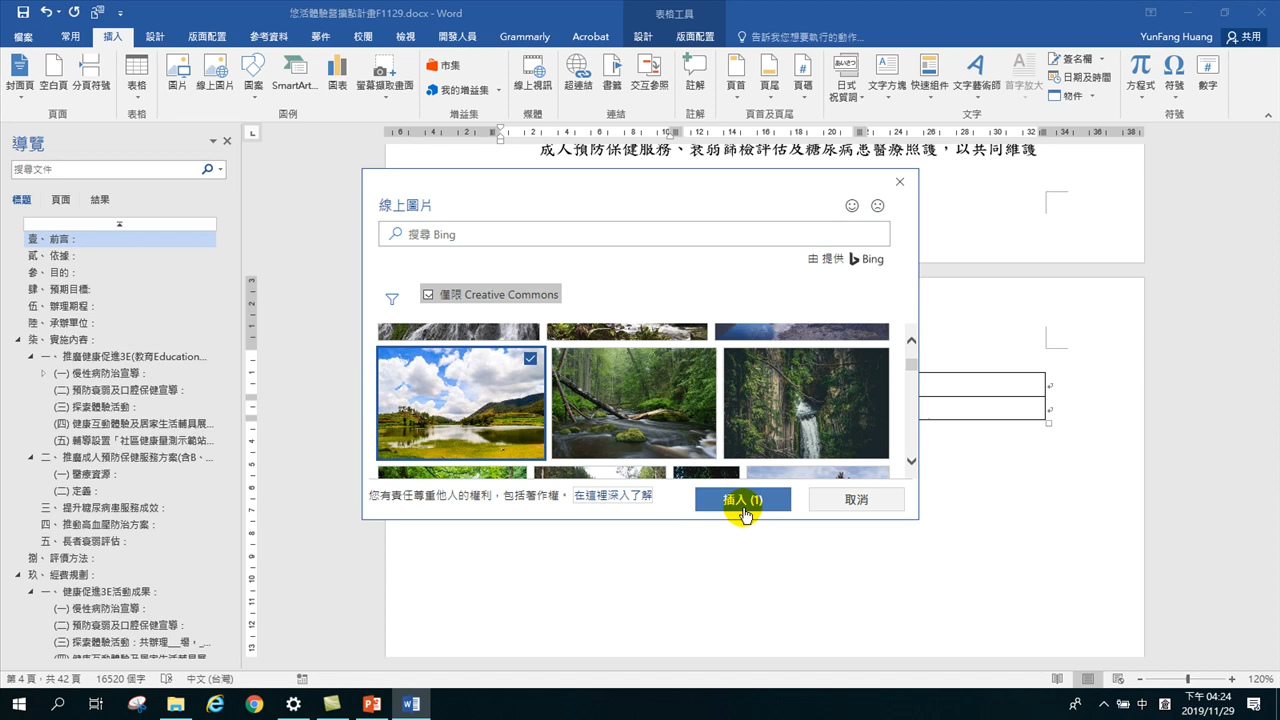 您活體驗營擴點計畫F1129.docx - Word
表格工具
檔案 常用 插入 設計 版面配置 參考資料 郵件 校閱 檢視 開發人員 Grammarly Acrobat 設計 版面配置 告訴我您想要執行的動作...
YunFang Huang 共用
封面頁 空白頁 分頁符號 表格 圖片 線上圖片 圖案 SmartArt... 圖表 螢幕擷取畫面 市集 我的增益集 線上視訊 超連結 書籤 交互參照 註解 頁首 頁尾 頁碼 日式祝賀詞 文字方塊 快速組件 文字藝術師 首字放大 簽名欄 日期及時間 物件 方程式 符號 數字
頁面 表格 圖例 增益集 媒體 連結 註解 頁首及頁尾 文字 符號
導覽
搜尋文件
標題 頁面 結果
壹、 前言:
貳、 依據:
參、 目的:
肆、 預期目標:
伍、 辦理期程:
陸、 承辦單位:
柒、 實施內容:
一、 推廣健康促進3E(教育Education...
(一) 慢性病防治宣導:
(二) 預防衰弱及口腔保健宣導:
(三) 探索體驗活動:
(四) 健康互動體驗及居家生活輔具展...
(五) 輔導設置「社區健康量測示範站...
二、 推廣成人預防保健服務方案(含B、...
(一) 醫療資源:
(二) 定義:
三、 提升糖尿病患服務成效:
四、 推動高血壓防治方案:
五、 長者衰弱評估:
捌、 評價方法:
玖、 經費規劃:
一、 健康促進3E活動成果:
(一) 慢性病防治宣導:
(二) 預防衰弱及口腔保健宣導:
(三) 探索體驗活動:共辦理___場,_...
(四) 健康互動體驗及居家生活輔具展
成人預防保健服務、衰弱篩檢評估及糖尿病患醫療照護,以共同維護
線上圖片
搜尋 Bing
由 提供 Bing
僅限 Creative Commons
您有責任尊重他人的權利,包括著作權。 在這裡深入了解
插入 (1)
取消
第 4 頁,共 42 頁 16520 個字 中文 (台灣)
120%
中
下午 04:24
2019/11/29